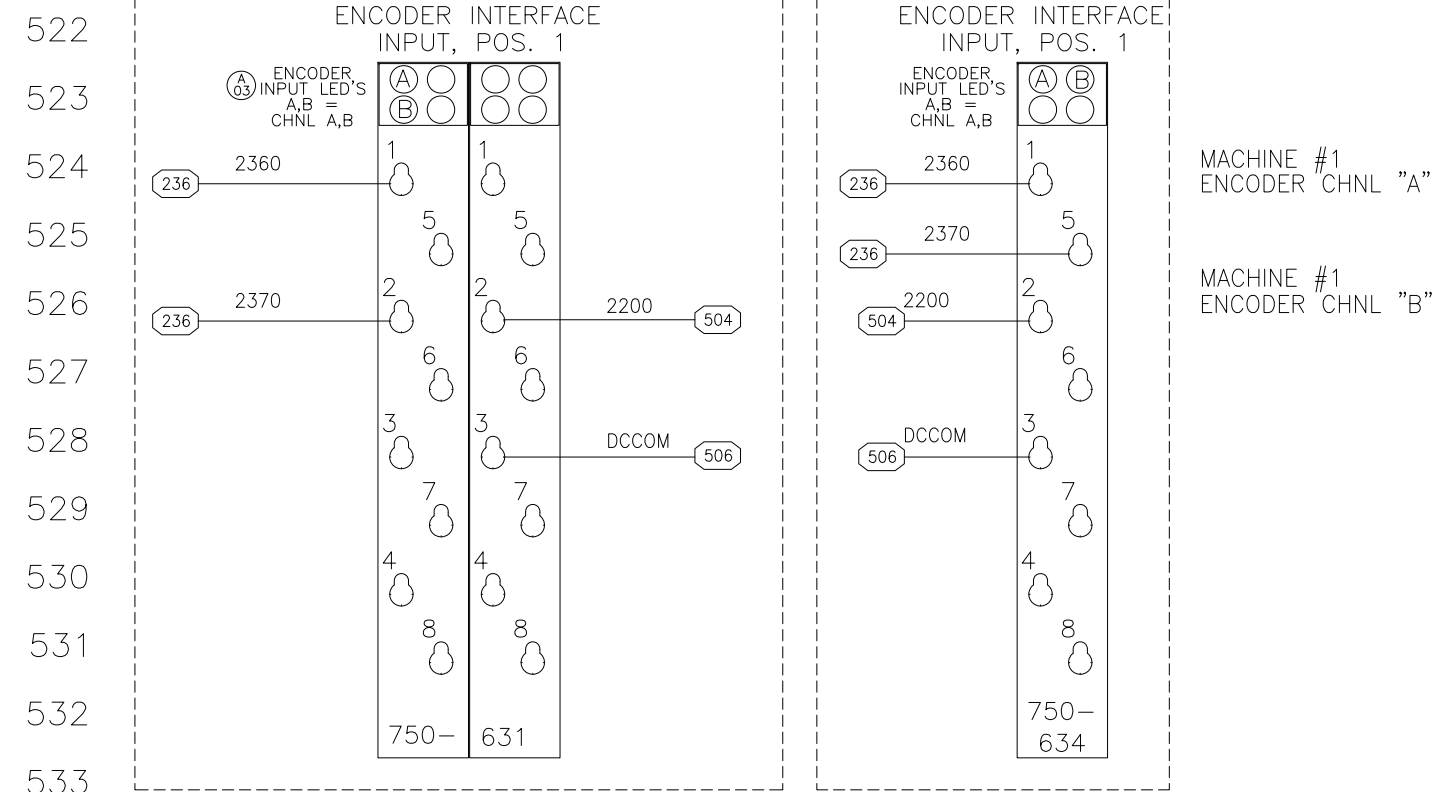 522
ENCODER INTERFACE
INPUT, POS. 1
ENCODER INTERFACE
INPUT, POS. 1
523
A
03
ENCODER
INPUT LED'S
A,B =
CHNL A,B
A
B
ENCODER
INPUT LED'S
A,B =
CHNL A,B
A B
524
236
2360
1
1
236
2360
1
MACHINE #1
ENCODER CHNL "A"
525
5
5
236
2370
5
526
236
2370
2
2
2200
504
504
2200
2
MACHINE #1
ENCODER CHNL "B"
527
6
6
6
528
3
3
DCCOM
506
506
DCCOM
3
529
7
7
7
530
4
4
4
531
8
8
8
532
750-
631
750-
634
533